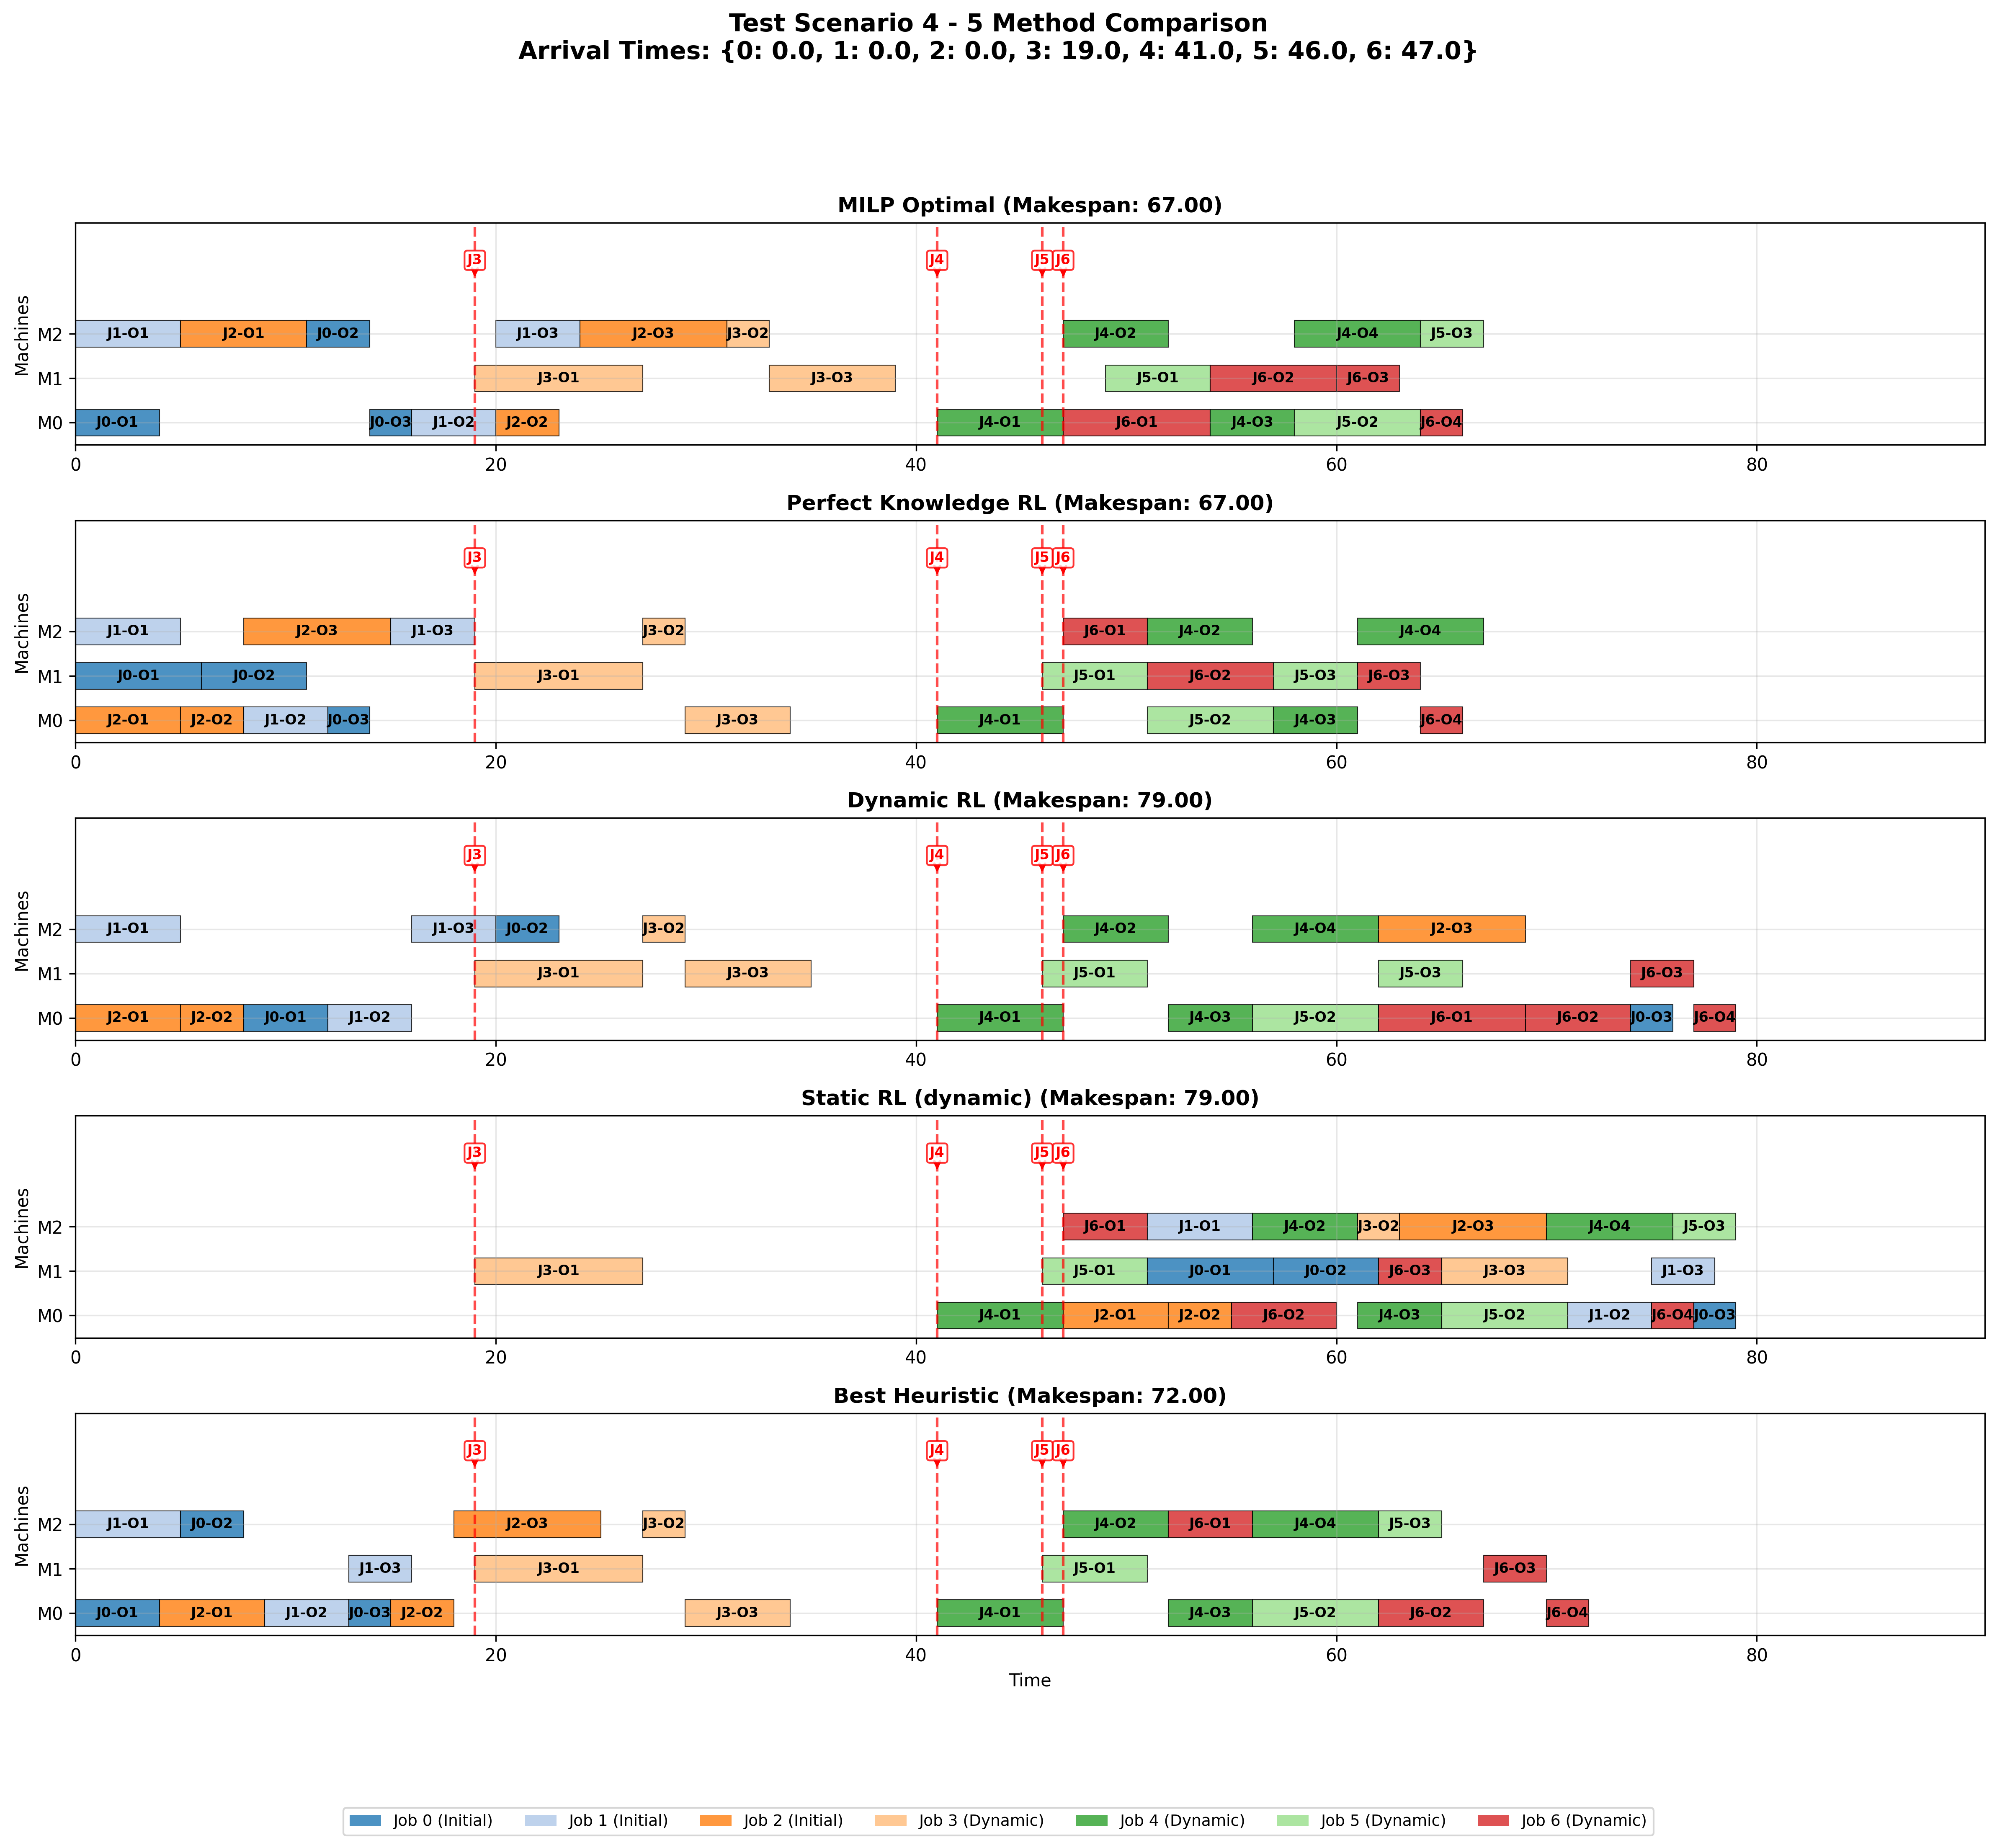 Test Scenario 4 - 5 Method Comparison
Arrival Times: {0: 0.0, 1: 0.0, 2: 0.0, 3: 19.0, 4: 41.0, 5: 46.0, 6: 47.0}
MILP Optimal (Makespan: 67.00)
J3 J4 J5 J6
Machines
M2 J1-O1 J2-O1 J0-O2 J1-O3 J2-O3 J3-O2 J4-O2 J4-O4 J5-O3
M1 J3-O1 J3-O3 J5-O1 J6-O2 J6-O3
M0 J0-O1 J0-O3 J1-O2 J2-O2 J4-O1 J6-O1 J4-O3 J5-O2 J6-O4
0 20 40 60 80
Perfect Knowledge RL (Makespan: 67.00)
J3 J4 J5 J6
Machines
M2 J1-O1 J2-O3 J1-O3 J3-O2 J6-O1 J4-O2 J4-O4
M1 J0-O1 J0-O2 J3-O1 J5-O1 J6-O2 J5-O3 J6-O3
M0 J2-O1 J2-O2 J1-O2 J0-O3 J3-O3 J4-O1 J5-O2 J4-O3 J6-O4
0 20 40 60 80
Dynamic RL (Makespan: 79.00)
J3 J4 J5 J6
Machines
M2 J1-O1 J1-O3 J0-O2 J3-O2 J4-O2 J4-O4 J2-O3
M1 J3-O1 J3-O3 J5-O1 J5-O3 J6-O3
M0 J2-O1 J2-O2 J0-O1 J1-O2 J4-O1 J4-O3 J5-O2 J6-O1 J6-O2 J0-O3 J6-O4
0 20 40 60 80
Static RL (dynamic) (Makespan: 79.00)
J3 J4 J5 J6
Machines
M2 J6-O1 J1-O1 J4-O2 J3-O2 J2-O3 J4-O4 J5-O3
M1 J3-O1 J5-O1 J0-O1 J0-O2 J6-O3 J3-O3 J1-O3
M0 J4-O1 J2-O1 J2-O2 J6-O2 J4-O3 J5-O2 J1-O2 J6-O4 J0-O3
0 20 40 60 80
Best Heuristic (Makespan: 72.00)
J3 J4 J5 J6
Machines
M2 J1-O1 J0-O2 J2-O3 J3-O2 J4-O2 J6-O1 J4-O4 J5-O3
M1 J1-O3 J3-O1 J5-O1 J6-O3
M0 J0-O1 J2-O1 J1-O2 J0-O3 J2-O2 J3-O3 J4-O1 J4-O3 J5-O2 J6-O2 J6-O4
0 20 40 60 80
Time
Job 0 (Initial) Job 1 (Initial) Job 2 (Initial) Job 3 (Dynamic) Job 4 (Dynamic) Job 5 (Dynamic) Job 6 (Dynamic)